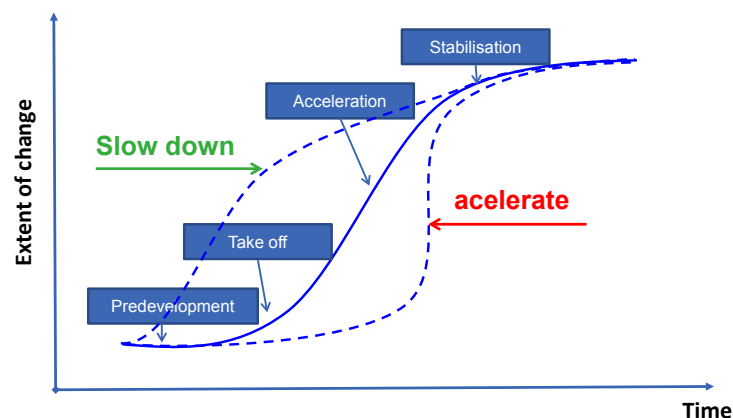 Stabilisation
Acceleration
Slow down
acelerate
Take off
Predevelopment
Extent of change
Time